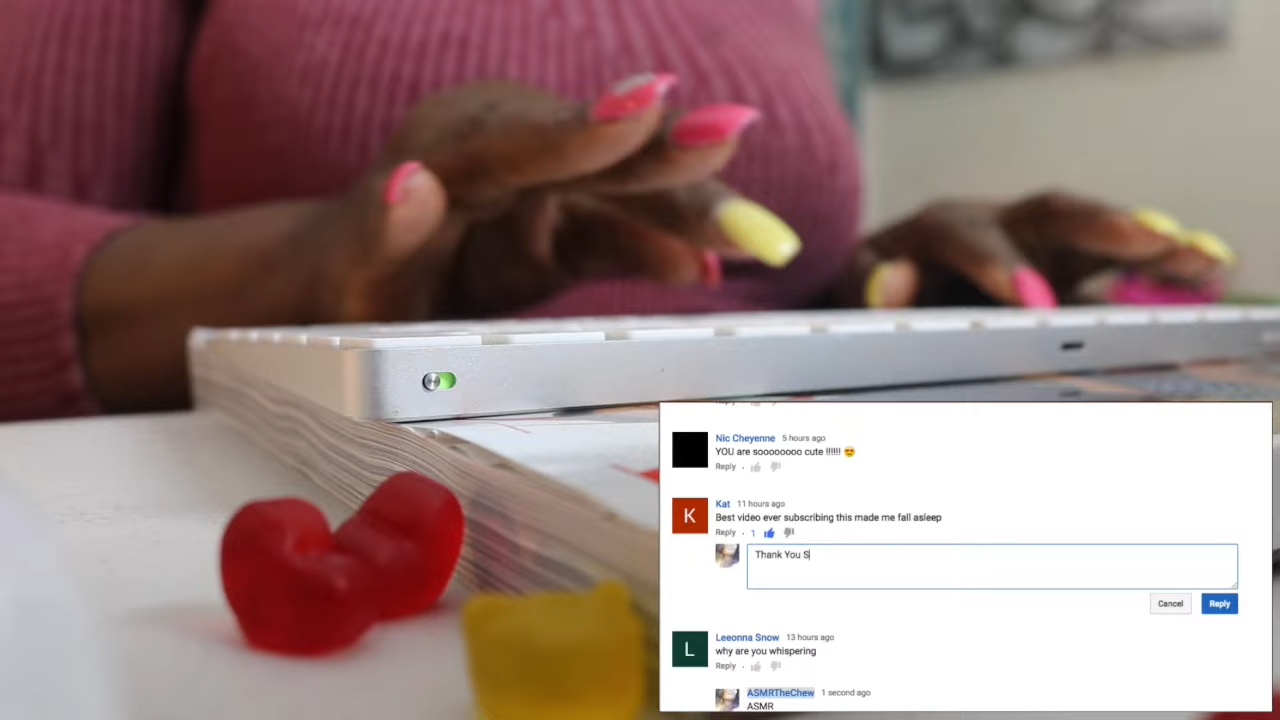 Nic Cheyenne 5 hours ago
YOU are soooooooo cute !!!!!! 😍
Reply
Kat 11 hours ago
K
Best video ever subscribing this made me fall asleep
Reply 1
Thank You S
Cancel Reply
Leeonna Snow 13 hours ago
L
why are you whispering
Reply
ASMRTheChew 1 second ago
ASMR